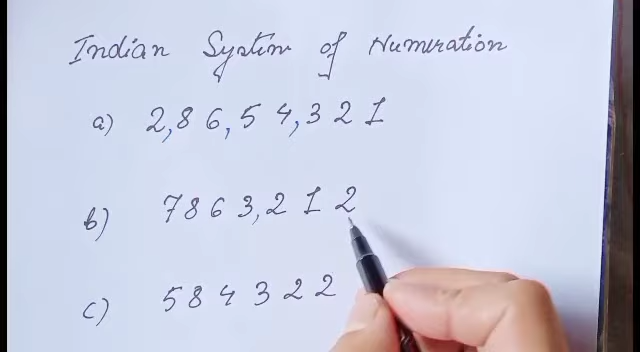 Indian System of Numeration
a) 2,86,54,321
b) 7863,212
c) 584322